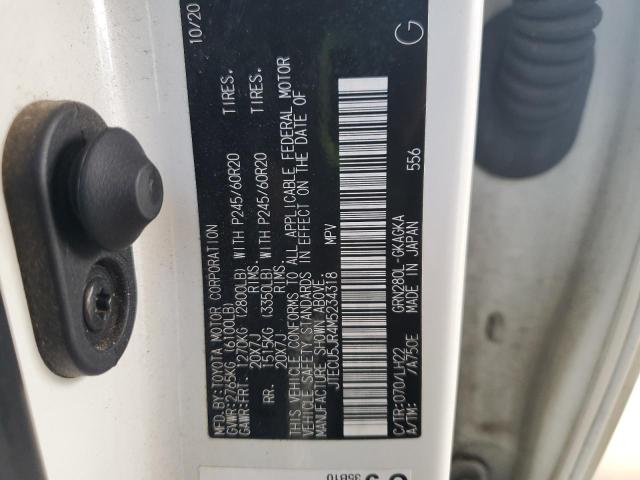 MFD.BY:TOYOTA MOTOR CORPORATION 10/20
GVWR:2765KG(6100LB)
GAWR:FRT. 1270KG(2800LB) WITH P245/60R20 TIRES.
20X7J RIMS.
RR. 1515KG(3350LB) WITH P245/60R20 TIRES.
20X7J RIMS.
THIS VEHICLE CONFORMS TO ALL APPLICABLE FEDERAL MOTOR
VEHICLE SAFETY STANDARDS IN EFFECT ON THE DATE OF
MANUFACTURE SHOWN ABOVE.
JTECU5JR4M5234318 MPV
C/TR:070/LH22 GRN280L-GKAGKA 556 G
A/TM: /A750E MADE IN JAPAN
35B10